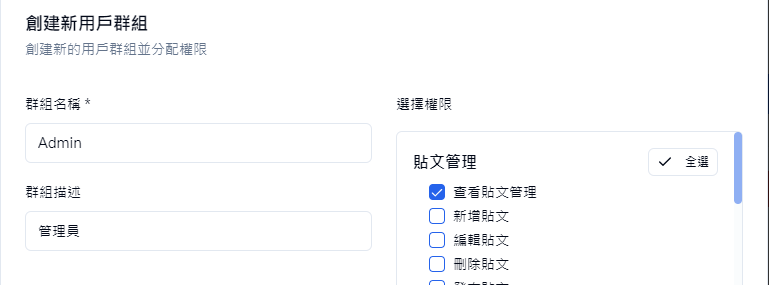 創建新用戶群組
創建新的用戶群組並分配權限
群組名稱 *
Admin
群組描述
管理員
選擇權限
貼文管理
全選
查看貼文管理
新增貼文
編輯貼文
刪除貼文